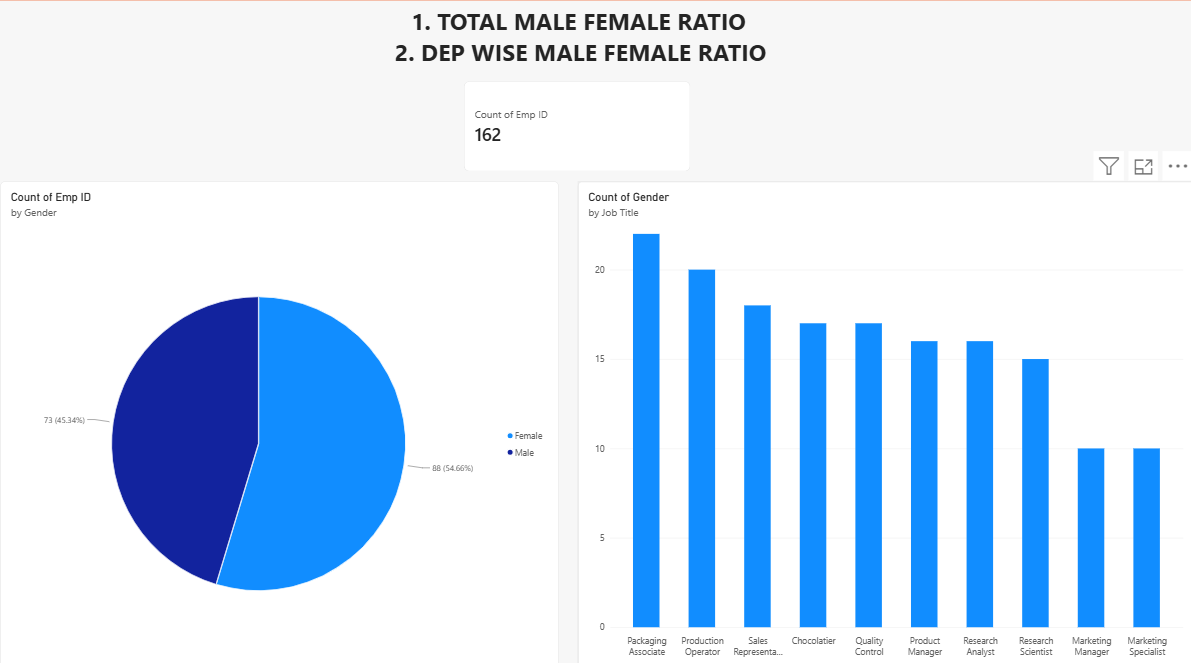 1. TOTAL MALE FEMALE RATIO
2. DEP WISE MALE FEMALE RATIO
Count of Emp ID
162
Count of Emp ID
by Gender
73 (45.34%)
88 (54.66%)
Female
Male
Count of Gender
by Job Title
20
15
10
5
0
Packaging
Associate
Production
Operator
Sales
Representa...
Chocolatier
Quality
Control
Product
Manager
Research
Analyst
Research
Scientist
Marketing
Manager
Marketing
Specialist